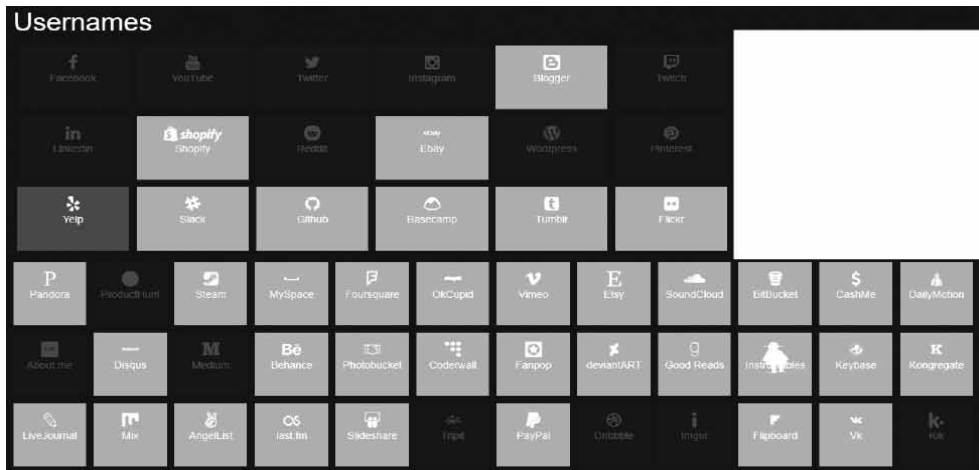 Usernames
Facebook YouTube Twitter Instagram Blogger Twitch
LinkedIn shopify Shopify Reddit ebay Ebay Wordpress Pinterest
Yelp Slack Github Basecamp Tumblr Flickr
Pandora ProductHunt Steam MySpace Foursquare OkCupid Vimeo Etsy SoundCloud BitBucket CashMe DailyMotion
About.me Disqus Medium Behance Photobucket Coderwall Fanpop deviantART Good Reads Instructables Keybase Kongregate
LiveJournal Mix AngelList last.fm Slideshare Tripit PayPal Dribbble Imgur Flipboard Vk Kik